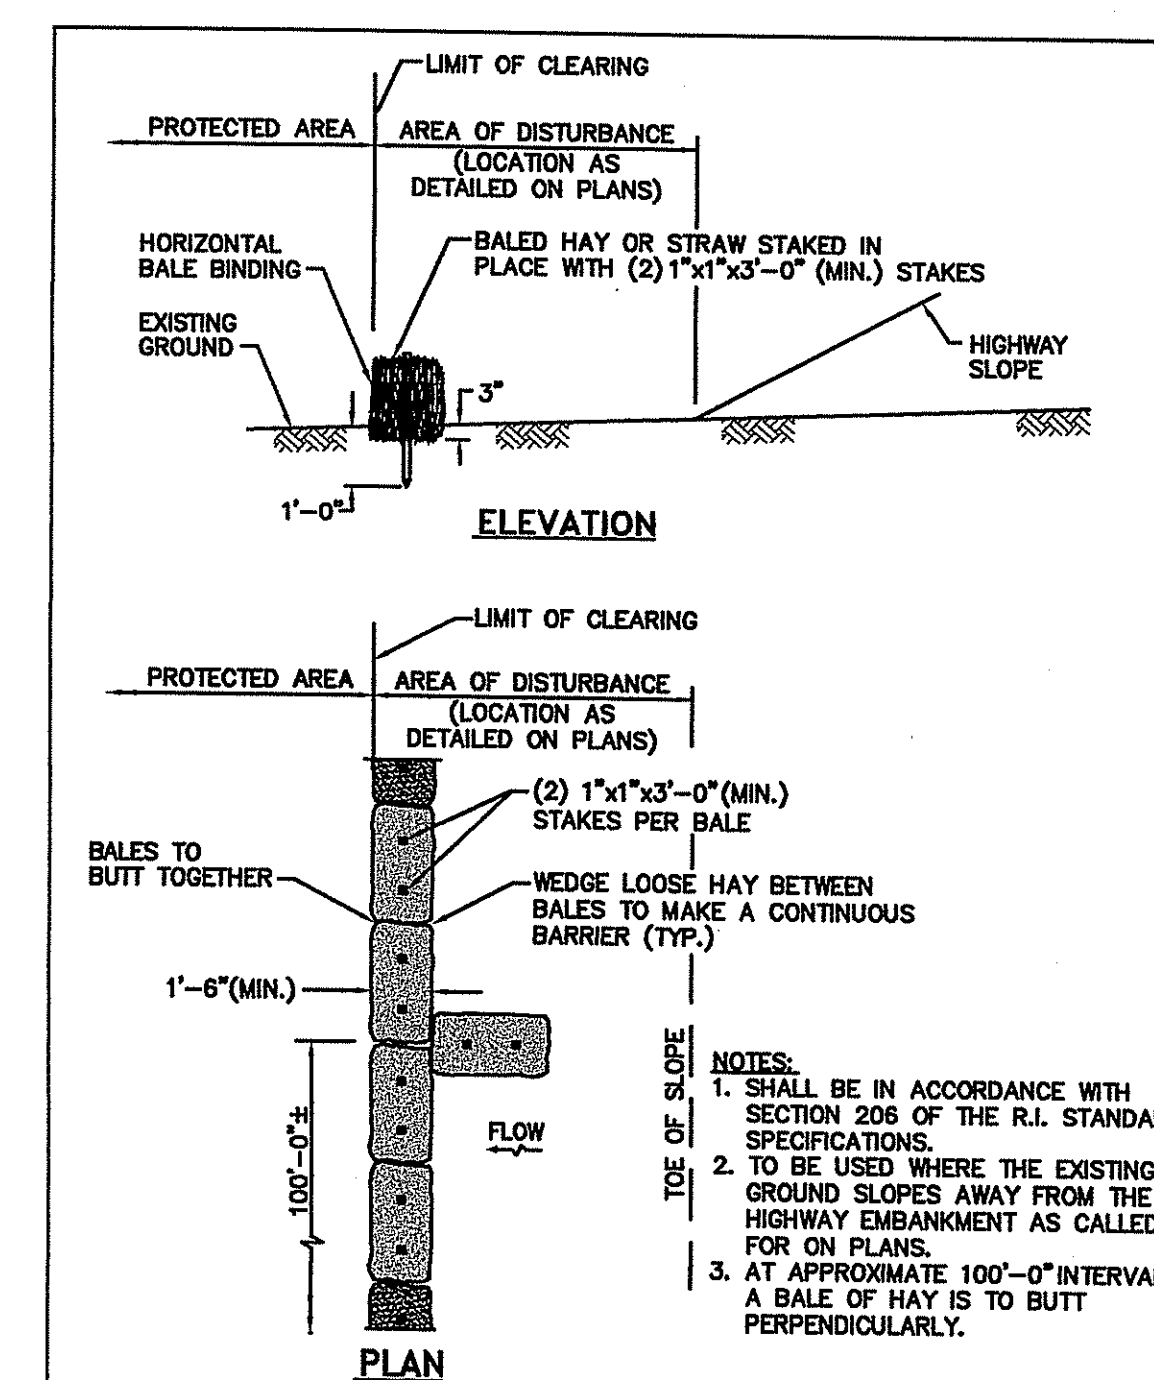 LIMIT OF CLEARING
PROTECTED AREA
AREA OF DISTURBANCE
(LOCATION AS
DETAILED ON PLANS)
HORIZONTAL
BALE BINDING
BALED HAY OR STRAW STAKED IN
PLACE WITH (2) 1"x1"x3'-0" (MIN.) STAKES
EXISTING
GROUND
3"
HIGHWAY
SLOPE
1'-0"
ELEVATION
LIMIT OF CLEARING
PROTECTED AREA
AREA OF DISTURBANCE
(LOCATION AS
DETAILED ON PLANS)
(2) 1"x1"x3'-0"(MIN.)
STAKES PER BALE
BALES TO
BUTT TOGETHER
WEDGE LOOSE HAY BETWEEN
BALES TO MAKE A CONTINUOUS
BARRIER (TYP.)
1'-6"(MIN.)
100'-0"±
FLOW
TOE OF SLOPE
NOTES:
1. SHALL BE IN ACCORDANCE WITH
SECTION 206 OF THE R.I. STANDA
SPECIFICATIONS.
2. TO BE USED WHERE THE EXISTING
GROUND SLOPES AWAY FROM THE
HIGHWAY EMBANKMENT AS CALLED
FOR ON PLANS.
3. AT APPROXIMATE 100'-0" INTERVA
A BALE OF HAY IS TO BUTT
PERPENDICULARLY.
PLAN